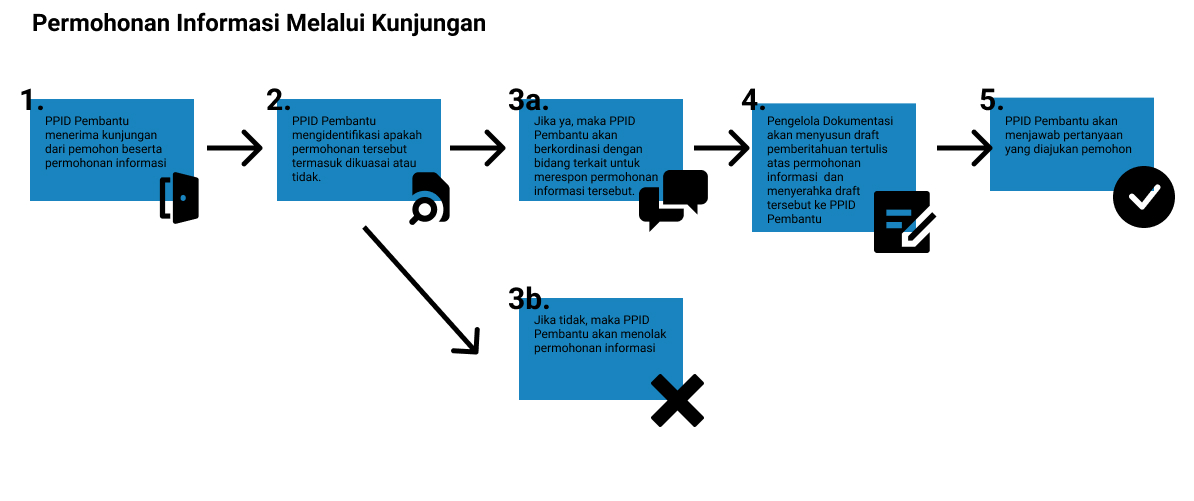 Permohonan Informasi Melalui Kunjungan
1.
PPID Pembantu
menerima kunjungan
dari pemohon beserta
permohonan informasi
2.
PPID Pembantu
mengidentifikasi apakah
permohonan tersebut
termasuk dikuasai atau
tidak.
3a.
Jika ya, maka PPID
Pembantu akan
berkordinasi dengan
bidang terkait untuk
merespon permohonan
informasi tersebut.
4.
Pengelola Dokumentasi
akan menyusun draft
pemberitahuan tertulis
atas permohonan
informasi dan
menyerahka draft
tersebut ke PPID
Pembantu
5.
PPID Pembantu akan
menjawab pertanyaan
yang diajukan pemohon
3b.
Jika tidak, maka PPID
Pembantu akan menolak
permohonan informasi